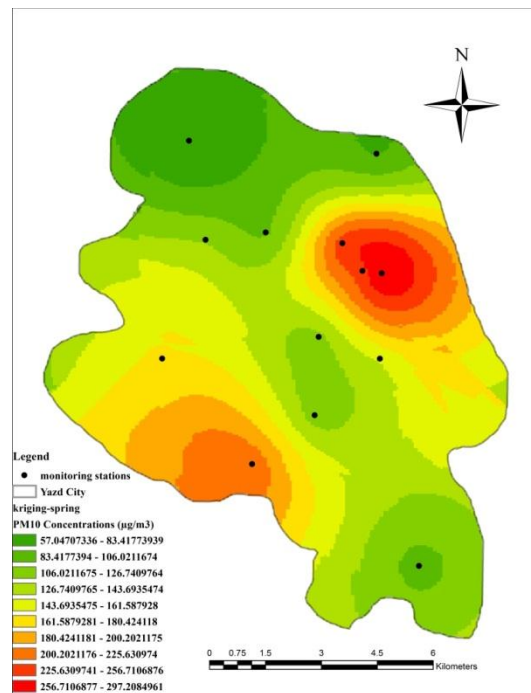 N
Legend
monitoring stations
Yazd City
kriging-spring
PM10 Concentrations (µg/m3)
57.04707336 - 83.41773939
83.4177394 - 106.0211674
106.0211675 - 126.7409764
126.7409765 - 143.6935474
143.6935475 - 161.587928
161.5879281 - 180.424118
180.4241181 - 200.2021175
200.2021176 - 225.630974
225.6309741 - 256.7106876
256.7106877 - 297.2084961
0 0.75 1.5 3 4.5 6
Kilometers